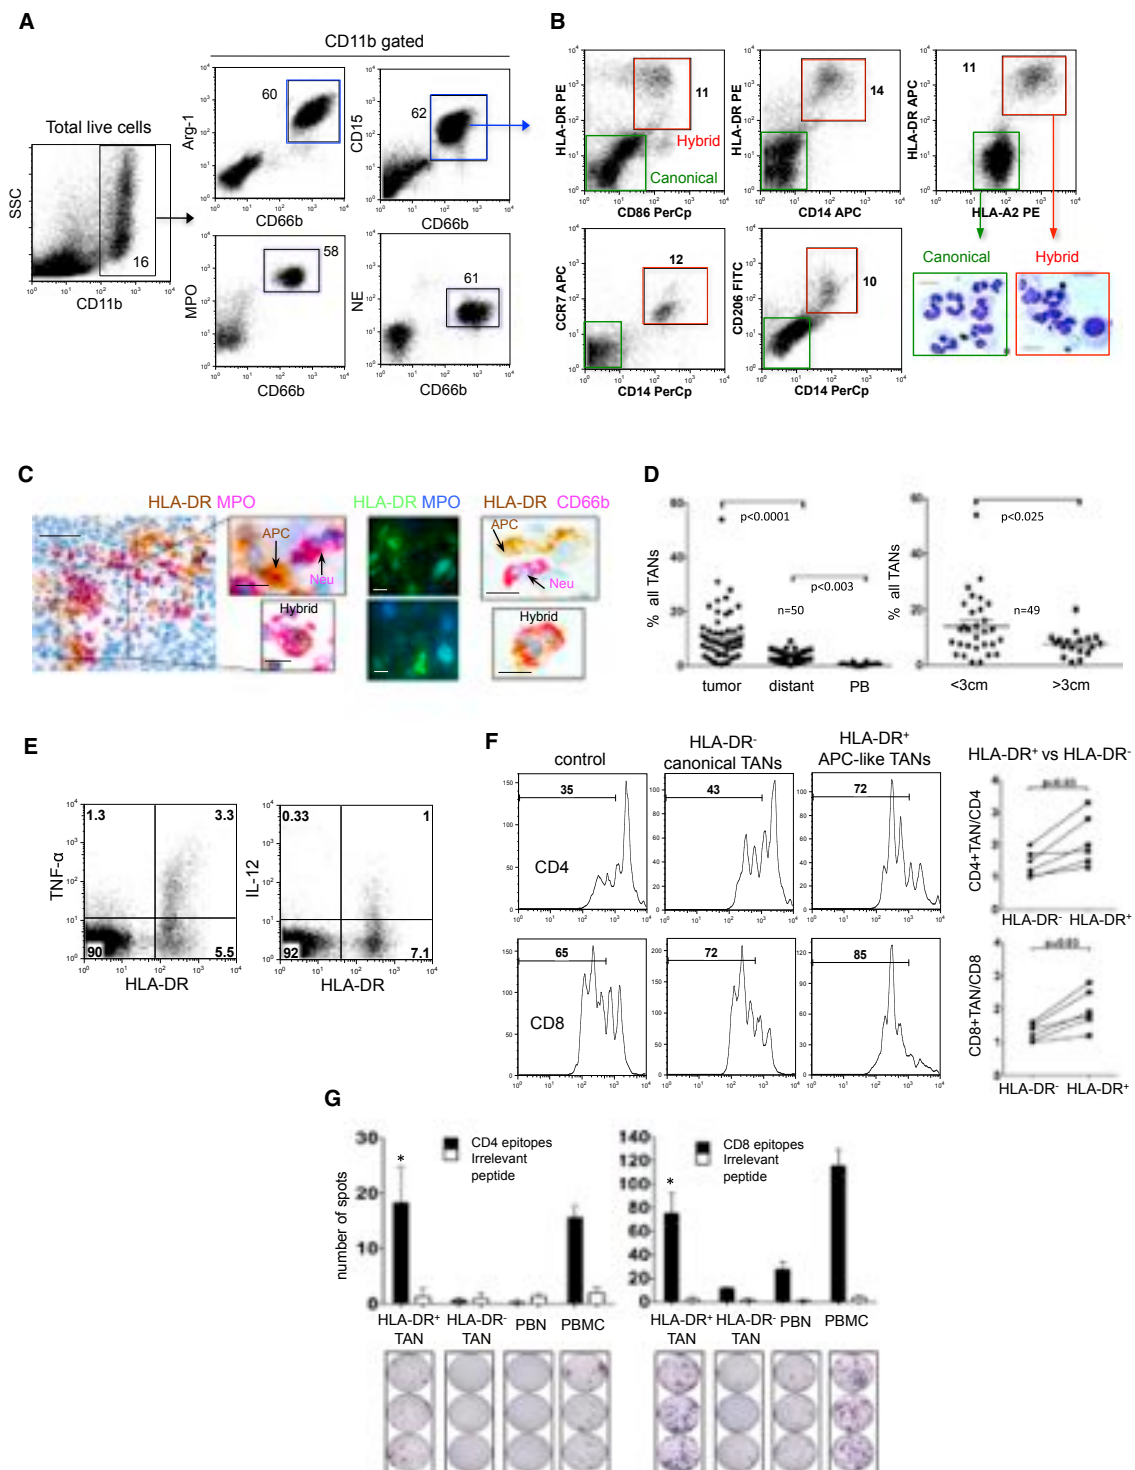 A
CD11b gated
Total live cells
SSC
16
CD11b
Arg-1
60
CD66b
CD15
62
CD66b
MPO
58
CD66b
NE
61
CD66b
B
HLA-DR PE
11
Hybrid
Canonical
CD86 PerCp
HLA-DR PE
14
CD14 APC
HLA-DR APC
11
HLA-A2 PE
CCR7 APC
12
CD14 PerCp
CD206 FITC
10
CD14 PerCp
Canonical
Hybrid
C
HLA-DR MPO
APC
Neu
Hybrid
HLA-DR MPO
HLA-DR CD66b
APC
Neu
Hybrid
D
% all TANs
60
40
20
0
p<0.0001
p<0.003
n=50
tumor distant PB
% all TANs
60
40
20
0
p<0.025
n=49
<3cm >3cm
E
TNF-α
1.3 3.3
90 5.5
HLA-DR
IL-12
0.33 1
92 7.1
HLA-DR
F
control
HLA-DR- canonical TANs
HLA-DR+ APC-like TANs
HLA-DR+ vs HLA-DR-
35
CD4
43
72
CD4+TAN/CD4
HLA-DR- HLA-DR+
65
CD8
72
85
CD8+TAN/CD8
HLA-DR- HLA-DR+
G
number of spots
30
20
10
0
CD4 epitopes
Irrelevant
peptide
*
HLA-DR+ TAN
HLA-DR- TAN
PBN
PBMC
140
120
100
80
60
40
20
0
CD8 epitopes
Irrelevant
peptide
*
HLA-DR+ TAN
HLA-DR- TAN
PBN
PBMC